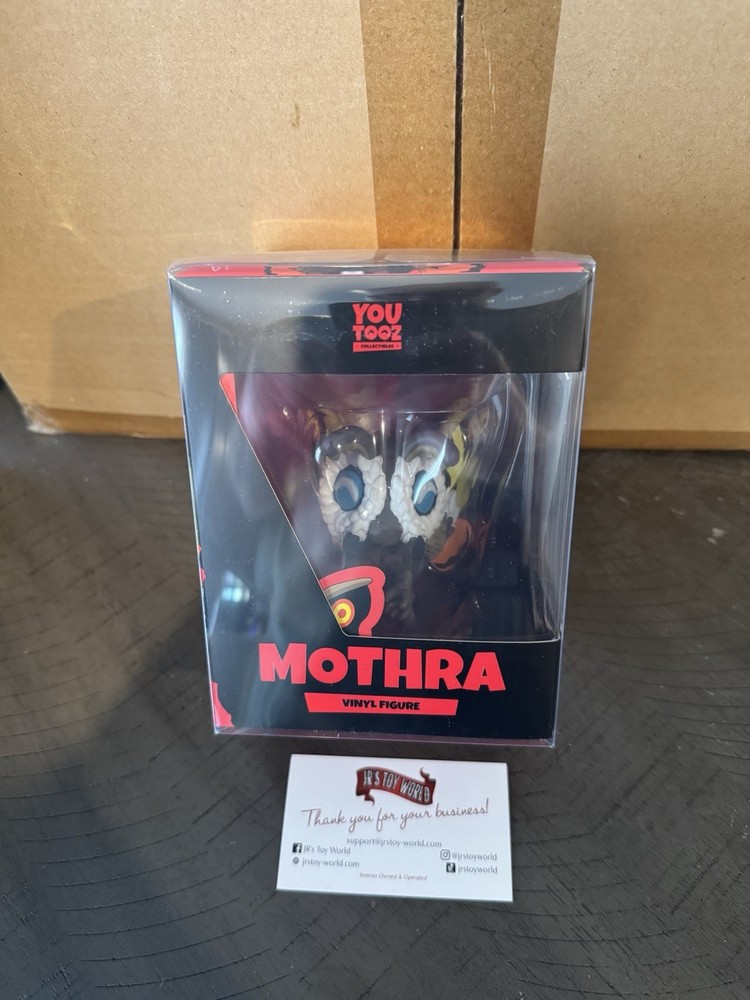 YOU
TOOZ
COLLECTIBLES
MOTHRA
VINYL FIGURE
JR'S TOY WORLD
Thank you for your business!
support@jrstoy-world.com
JR's Toy World
@jrstoyworld
jrstoy-world.com
jrstoyworld
Veteran Owned & Operated